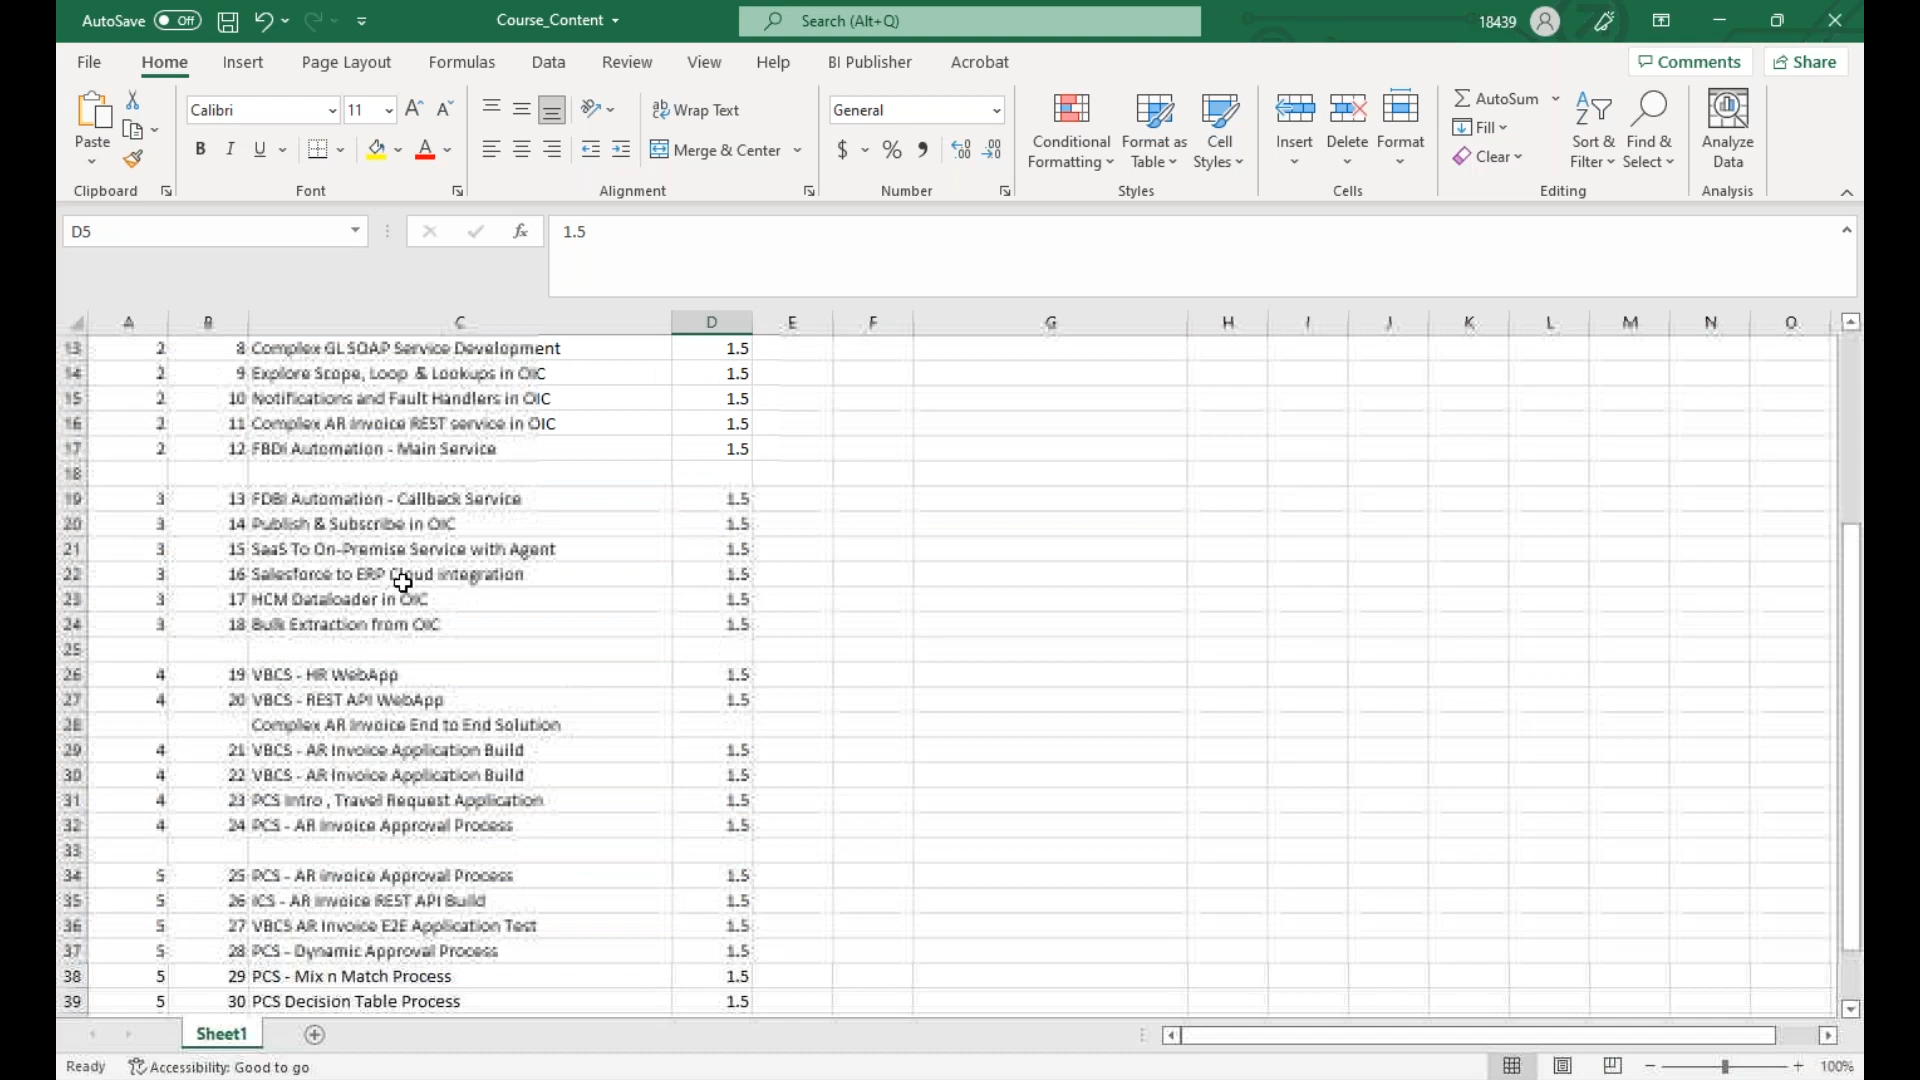 AutoSave Off Course_Content Search (Alt+Q) 18439
File Home Insert Page Layout Formulas Data Review View Help BI Publisher Acrobat Comments Share
Paste
Clipboard
Calibri 11
B I U A
Font
ab Wrap Text
Merge & Center
Alignment
General
$ % 9 .00
Number
Conditional Formatting
Format as Table
Cell Styles
Styles
Insert Delete Format
Cells
AutoSum
Fill
Clear
Sort & Filter
Find & Select
Editing
Analyze Data
Analysis
D5 fx 1.5
A B C D E F G H I J K L M N O
13 2 8 Complex GL SOAP Service Development 1.5
14 2 9 Explore Scope, Loop & Lookups in OIC 1.5
15 2 10 Notifications and Fault Handlers in OIC 1.5
16 2 11 Complex AR Invoice REST service in OIC 1.5
17 2 12 FBDI Automation - Main Service 1.5
18
19 3 13 FDBI Automation - Callback Service 1.5
20 3 14 Publish & Subscribe in OIC 1.5
21 3 15 SaaS To On-Premise Service with Agent 1.5
22 3 16 Salesforce to ERP Cloud integration 1.5
23 3 17 HCM Dataloader in OIC 1.5
24 3 18 Bulk Extraction from OIC 1.5
25
26 4 19 VBCS - HR WebApp 1.5
27 4 20 VBCS - REST API WebApp 1.5
28 Complex AR Invoice End to End Solution
29 4 21 VBCS - AR Invoice Application Build 1.5
30 4 22 VBCS - AR Invoice Application Build 1.5
31 4 23 PCS Intro , Travel Request Application 1.5
32 4 24 PCS - AR Invoice Approval Process 1.5
33
34 5 25 PCS - AR Invoice Approval Process 1.5
35 5 26 ICS - AR Invoice REST API Build 1.5
36 5 27 VBCS AR Invoice E2E Application Test 1.5
37 5 28 PCS - Dynamic Approval Process 1.5
38 5 29 PCS - Mix n Match Process 1.5
39 5 30 PCS Decision Table Process 1.5
Sheet1
Ready Accessibility: Good to go 100%